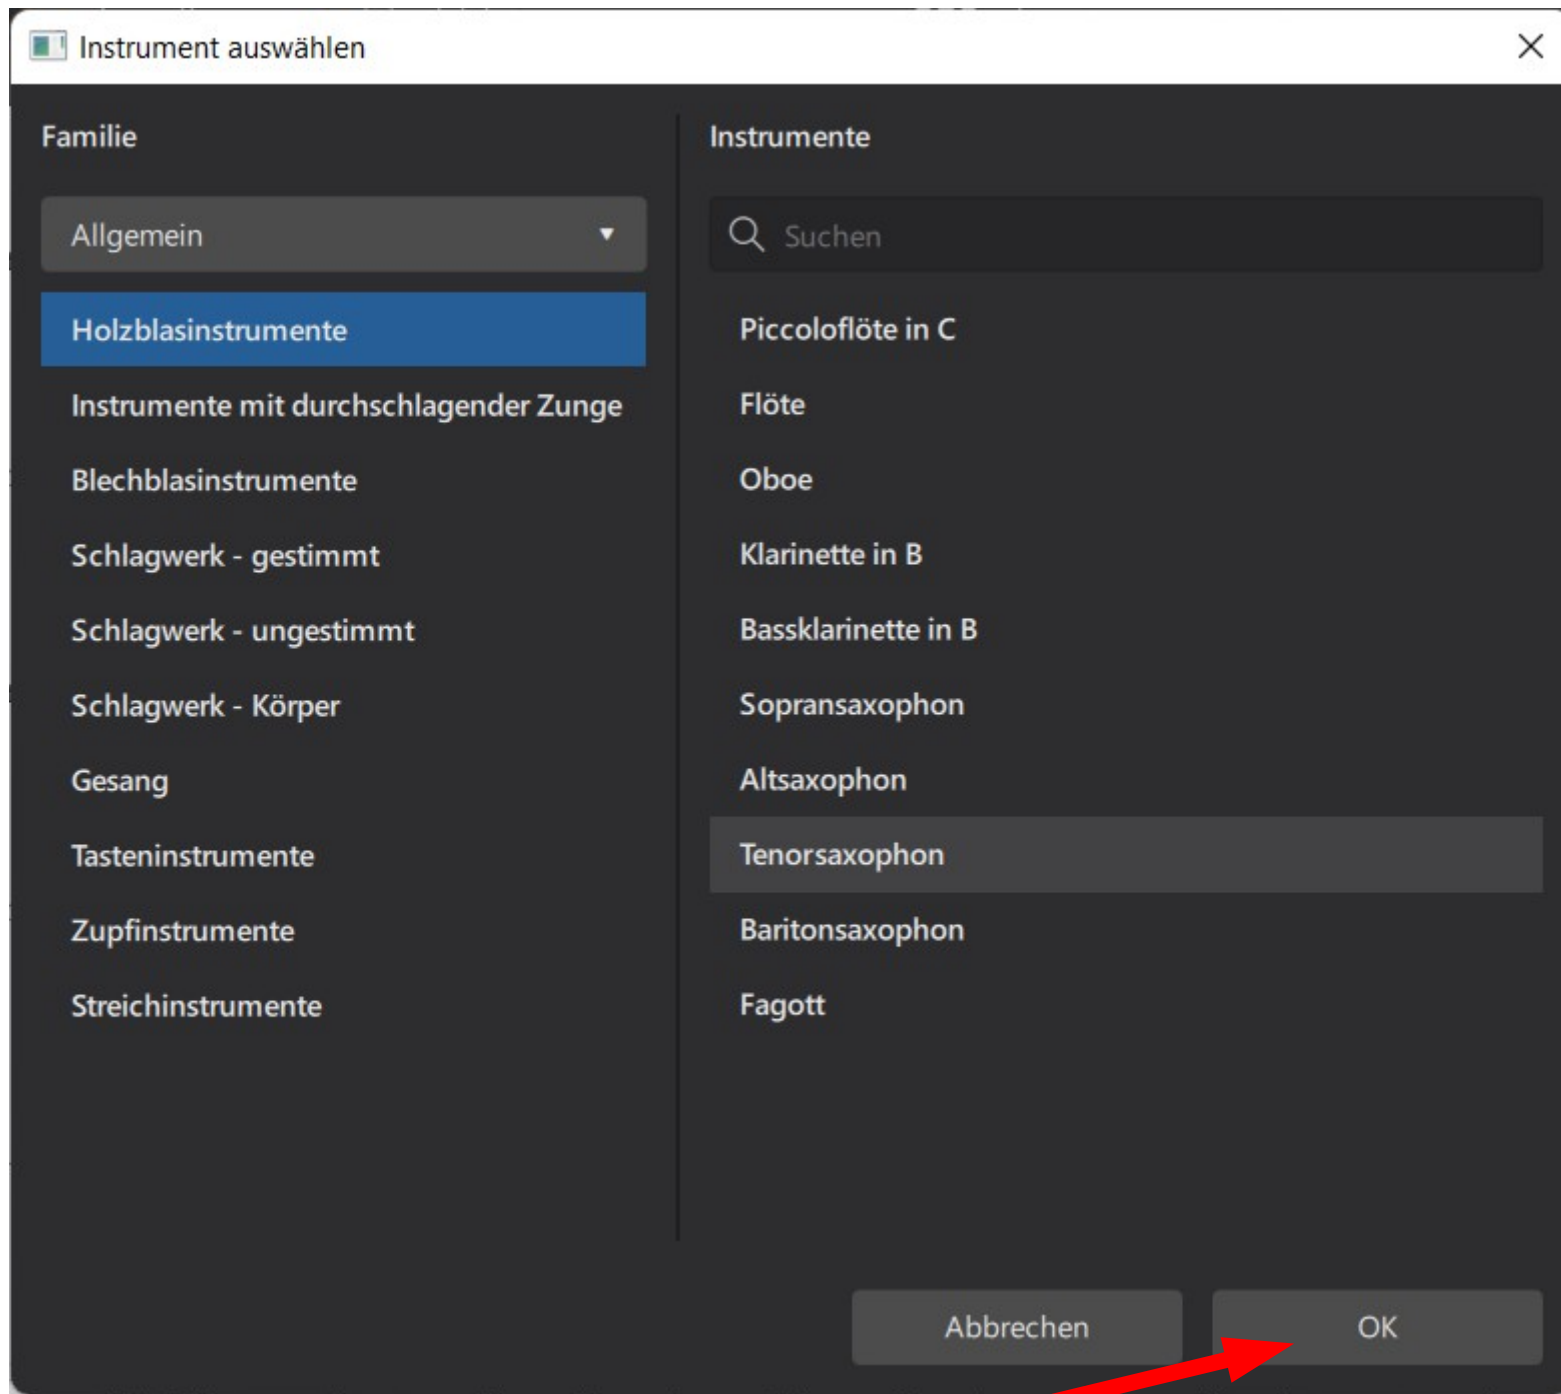 Instrument auswählen
Familie
Allgemein
Holzblasinstrumente
Instrumente mit durchschlagender Zunge
Blechblasinstrumente
Schlagwerk - gestimmt
Schlagwerk - ungestimmt
Schlagwerk - Körper
Gesang
Tasteninstrumente
Zupfinstrumente
Streichinstrumente
Instrumente
Suchen
Piccoloflöte in C
Flöte
Oboe
Klarinette in B
Bassklarinette in B
Sopransaxophon
Altsaxophon
Tenorsaxophon
Baritonsaxophon
Fagott
Abbrechen
OK